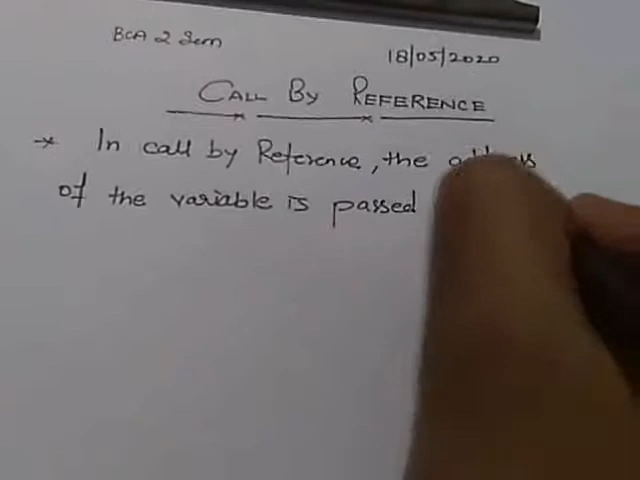 BCA 2 Sem
18/05/2020
CALL BY REFERENCE
* In call by Reference, the
of the variable is passed